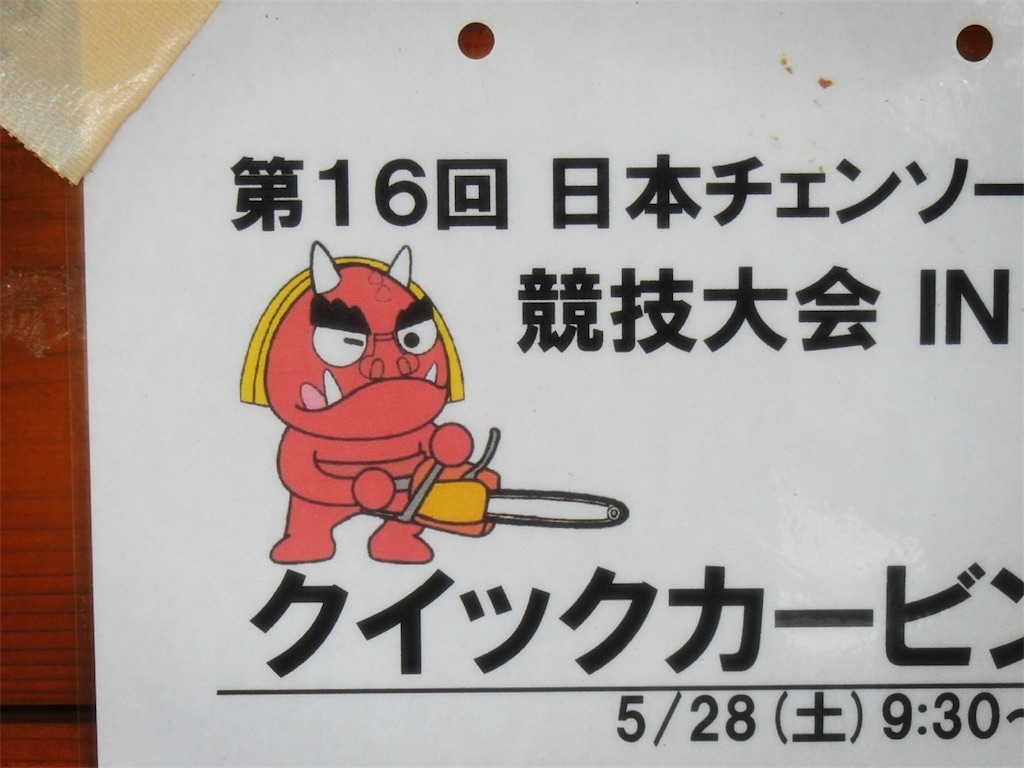 第16回 日本チェンソー
競技大会 IN
クイックカービン
5/28(土)9:30~